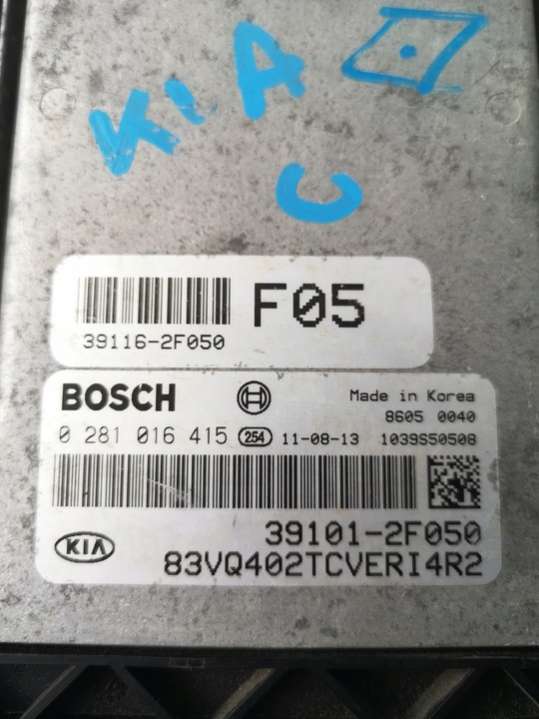 KIA
C
F05
39116-2F050
BOSCH
Made in Korea
8605 0040
0 281 016 415 254 11-08-13 1039S50508
39101-2F050
KIA 83VQ402TCVERI4R2